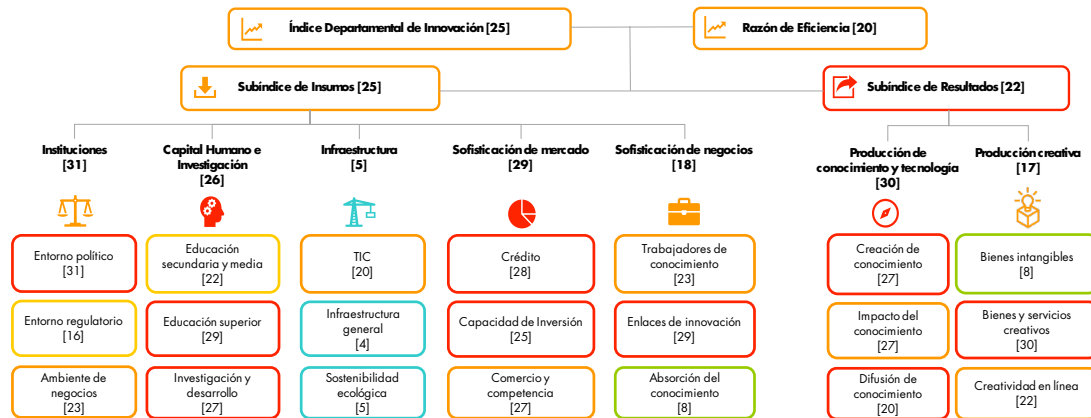 Índice Departamental de Innovación [25]
Razón de Eficiencia [20]
Subíndice de Insumos [25]
Subíndice de Resultados [22]
Instituciones
[31]
Capital Humano e
Investigación
[26]
Infraestructura
[5]
Sofisticación de mercado
[29]
Sofisticación de negocios
[18]
Producción de
conocimiento y tecnología
[30]
Producción creativa
[17]
Entorno político
[31]
Educación
secundaria y media
[22]
TIC
[20]
Crédito
[28]
Trabajadores de
conocimiento
[23]
Creación de
conocimiento
[27]
Bienes intangibles
[8]
Entorno regulatorio
[16]
Educación superior
[29]
Infraestructura
general
[4]
Capacidad de Inversión
[25]
Enlaces de innovación
[29]
Impacto del
conocimiento
[27]
Bienes y servicios
creativos
[30]
Ambiente de
negocios
[23]
Investigación y
desarrollo
[27]
Sostenibilidad
ecológica
[5]
Comercio y
competencia
[27]
Absorción del
conocimiento
[8]
Difusión de
conocimiento
[20]
Creatividad en línea
[22]